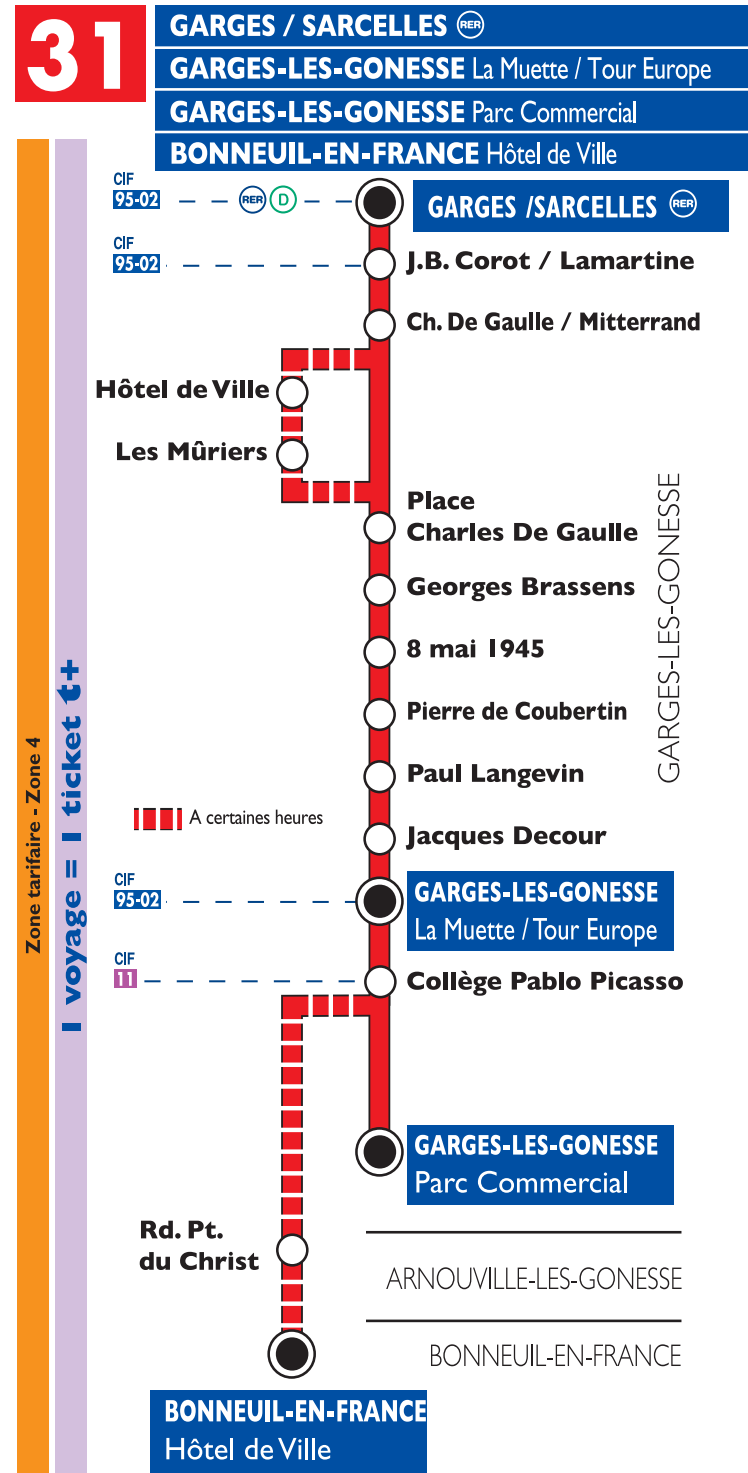 31
GARGES / SARCELLES RER
GARGES-LES-GONESSE La Muette / Tour Europe
GARGES-LES-GONESSE Parc Commercial
BONNEUIL-EN-FRANCE Hôtel de Ville
CIF
95-02
RER D
GARGES /SARCELLES RER
CIF
95-02
J.B. Corot / Lamartine
Ch. De Gaulle / Mitterrand
Hôtel de Ville
Les Mûriers
Place
Charles De Gaulle
Georges Brassens
8 mai 1945
Pierre de Coubertin
Paul Langevin
A certaines heures
Jacques Decour
CIF
95-02
GARGES-LES-GONESSE
La Muette / Tour Europe
CIF
11
Collège Pablo Picasso
GARGES-LES-GONESSE
Parc Commercial
Rd. Pt.
du Christ
BONNEUIL-EN-FRANCE
Hôtel de Ville
GARGES-LES-GONESSE
ARNOUVILLE-LES-GONESSE
BONNEUIL-EN-FRANCE
Zone tarifaire - Zone 4
1 voyage = 1 ticket t+